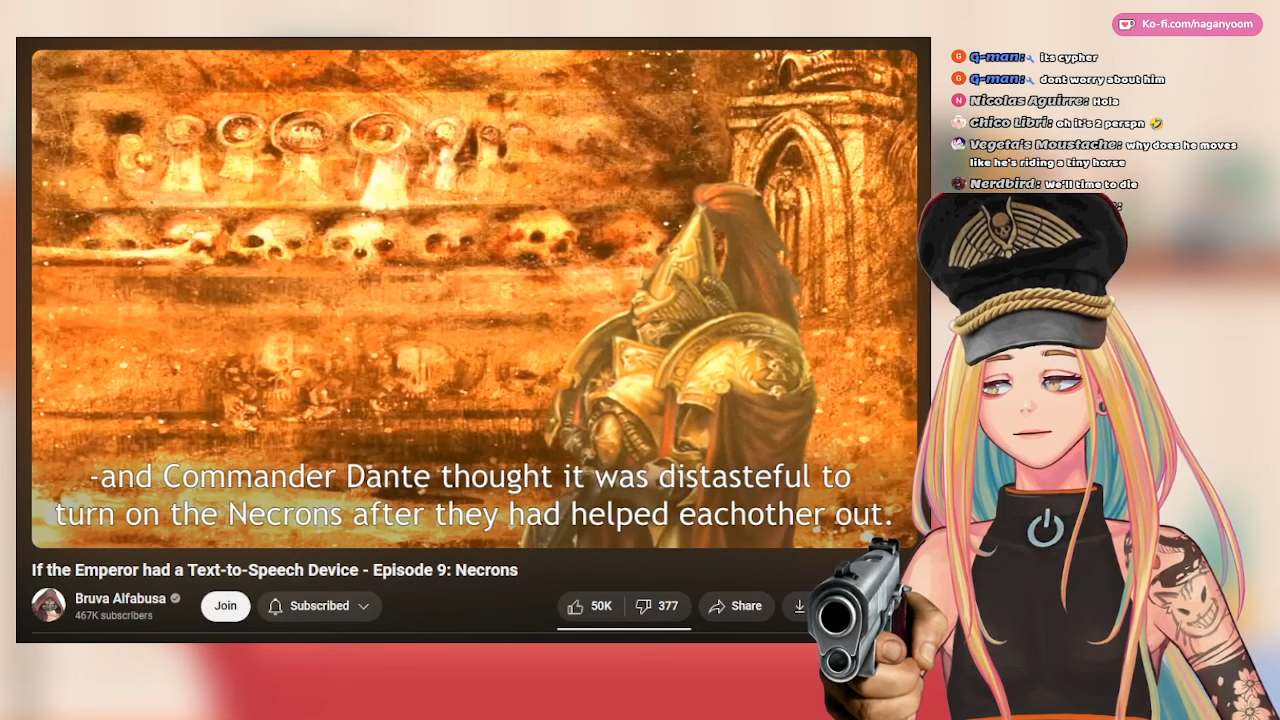 Ko-fi.com/naganyoom
G-man: its cypher
G-man: dont worry about him
Nicolas Aguirre: Hola
Chico Libri: oh it's 2 perspn 🤣
Vegeta's Moustache: why does he moves
like he's riding a tiny horse
Nerdbird: We'll time to die
-and Commander Dante thought it was distasteful to
turn on the Necrons after they had helped eachother out.
If the Emperor had a Text-to-Speech Device - Episode 9: Necrons
Bruva Alfabusa
467K subscribers
Join
Subscribed
50K
377
Share